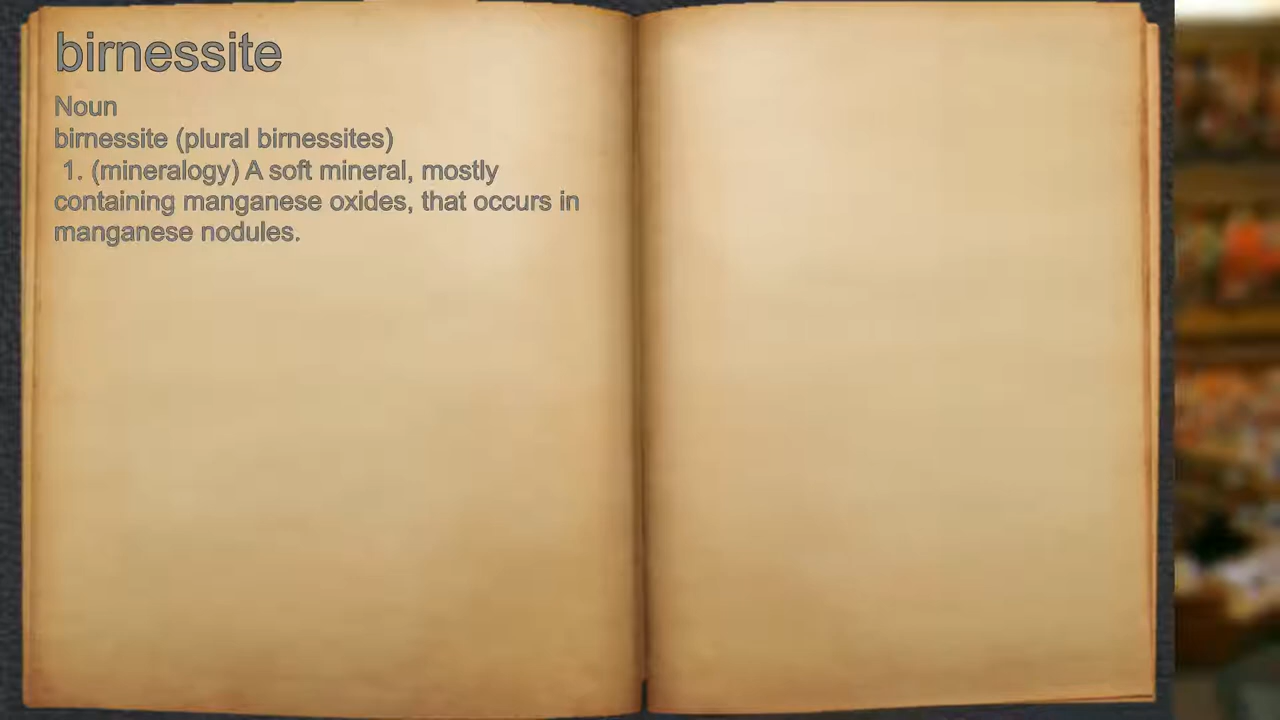 birnessite
Noun
birnessite (plural birnessites)
1. (mineralogy) A soft mineral, mostly
containing manganese oxides, that occurs in
manganese nodules.